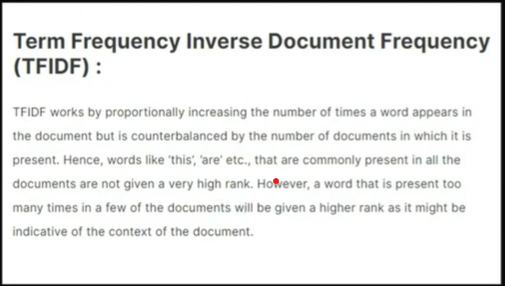 Term Frequency Inverse Document Frequency
(TFIDF) :
TFIDF works by proportionally increasing the number of times a word appears in
the document but is counterbalanced by the number of documents in which it is
present. Hence, words like ‘this’, ’are’ etc., that are commonly present in all the
documents are not given a very high rank. However, a word that is present too
many times in a few of the documents will be given a higher rank as it might be
indicative of the context of the document.